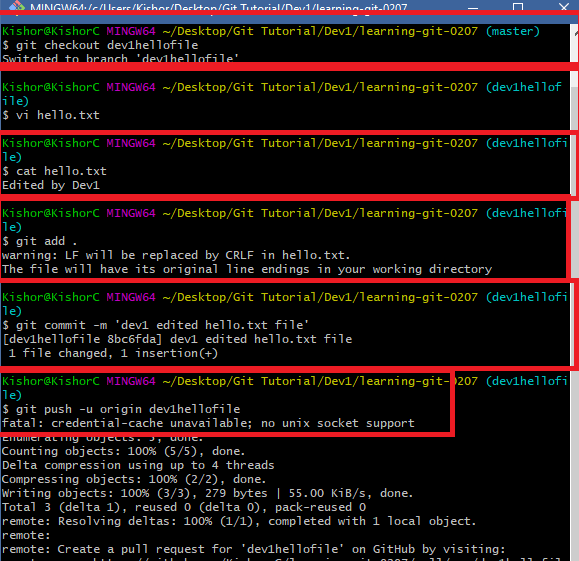 MINGW64:/c/Users/Kishor/Desktop/Git Tutorial/Dev1/learning-git-0207
Kishor@KishorC MINGW64 ~/Desktop/Git Tutorial/Dev1/learning-git-0207 (master)
$ git checkout dev1hellofile
Switched to branch 'dev1hellofile'
Kishor@KishorC MINGW64 ~/Desktop/Git Tutorial/Dev1/learning-git-0207 (dev1hellof
ile)
$ vi hello.txt
Kishor@KishorC MINGW64 ~/Desktop/Git Tutorial/Dev1/learning-git-0207 (dev1hellofi
le)
$ cat hello.txt
Edited by Dev1
Kishor@KishorC MINGW64 ~/Desktop/Git Tutorial/Dev1/learning-git-0207 (dev1hellofi
le)
$ git add .
warning: LF will be replaced by CRLF in hello.txt.
The file will have its original line endings in your working directory
Kishor@KishorC MINGW64 ~/Desktop/Git Tutorial/Dev1/learning-git-0207 (dev1hellofi
le)
$ git commit -m 'dev1 edited hello.txt file'
[dev1hellofile 8bc6fda] dev1 edited hello.txt file
1 file changed, 1 insertion(+)
Kishor@KishorC MINGW64 ~/Desktop/Git Tutorial/Dev1/learning-git-0207 (dev1hellofi
le)
$ git push -u origin dev1hellofile
fatal: credential-cache unavailable; no unix socket support
Enumerating objects: 5, done.
Counting objects: 100% (5/5), done.
Delta compression using up to 4 threads
Compressing objects: 100% (2/2), done.
Writing objects: 100% (3/3), 279 bytes | 55.00 KiB/s, done.
Total 3 (delta 1), reused 0 (delta 0), pack-reused 0
remote: Resolving deltas: 100% (1/1), completed with 1 local object.
remote:
remote: Create a pull request for 'dev1hellofile' on GitHub by visiting: